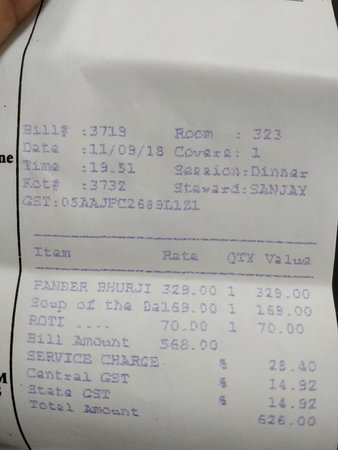 Bill# :3719 Room : 323
Date :11/09/18 Covers: 1
Time :19.51 Session:Dinner
Kot# :3732 Steward:SANJAY
GST:05AAJFC2689L1Z1
Item Rate QTY Value
PANEER BHURJI 329.00 1 329.00
Soup of the Da169.00 1 169.00
ROTI .... 70.00 1 70.00
Bill Amount 568.00
SERVICE CHARGE % 28.40
Central GST % 14.92
State GST % 14.92
Total Amount 626.00
ne
M